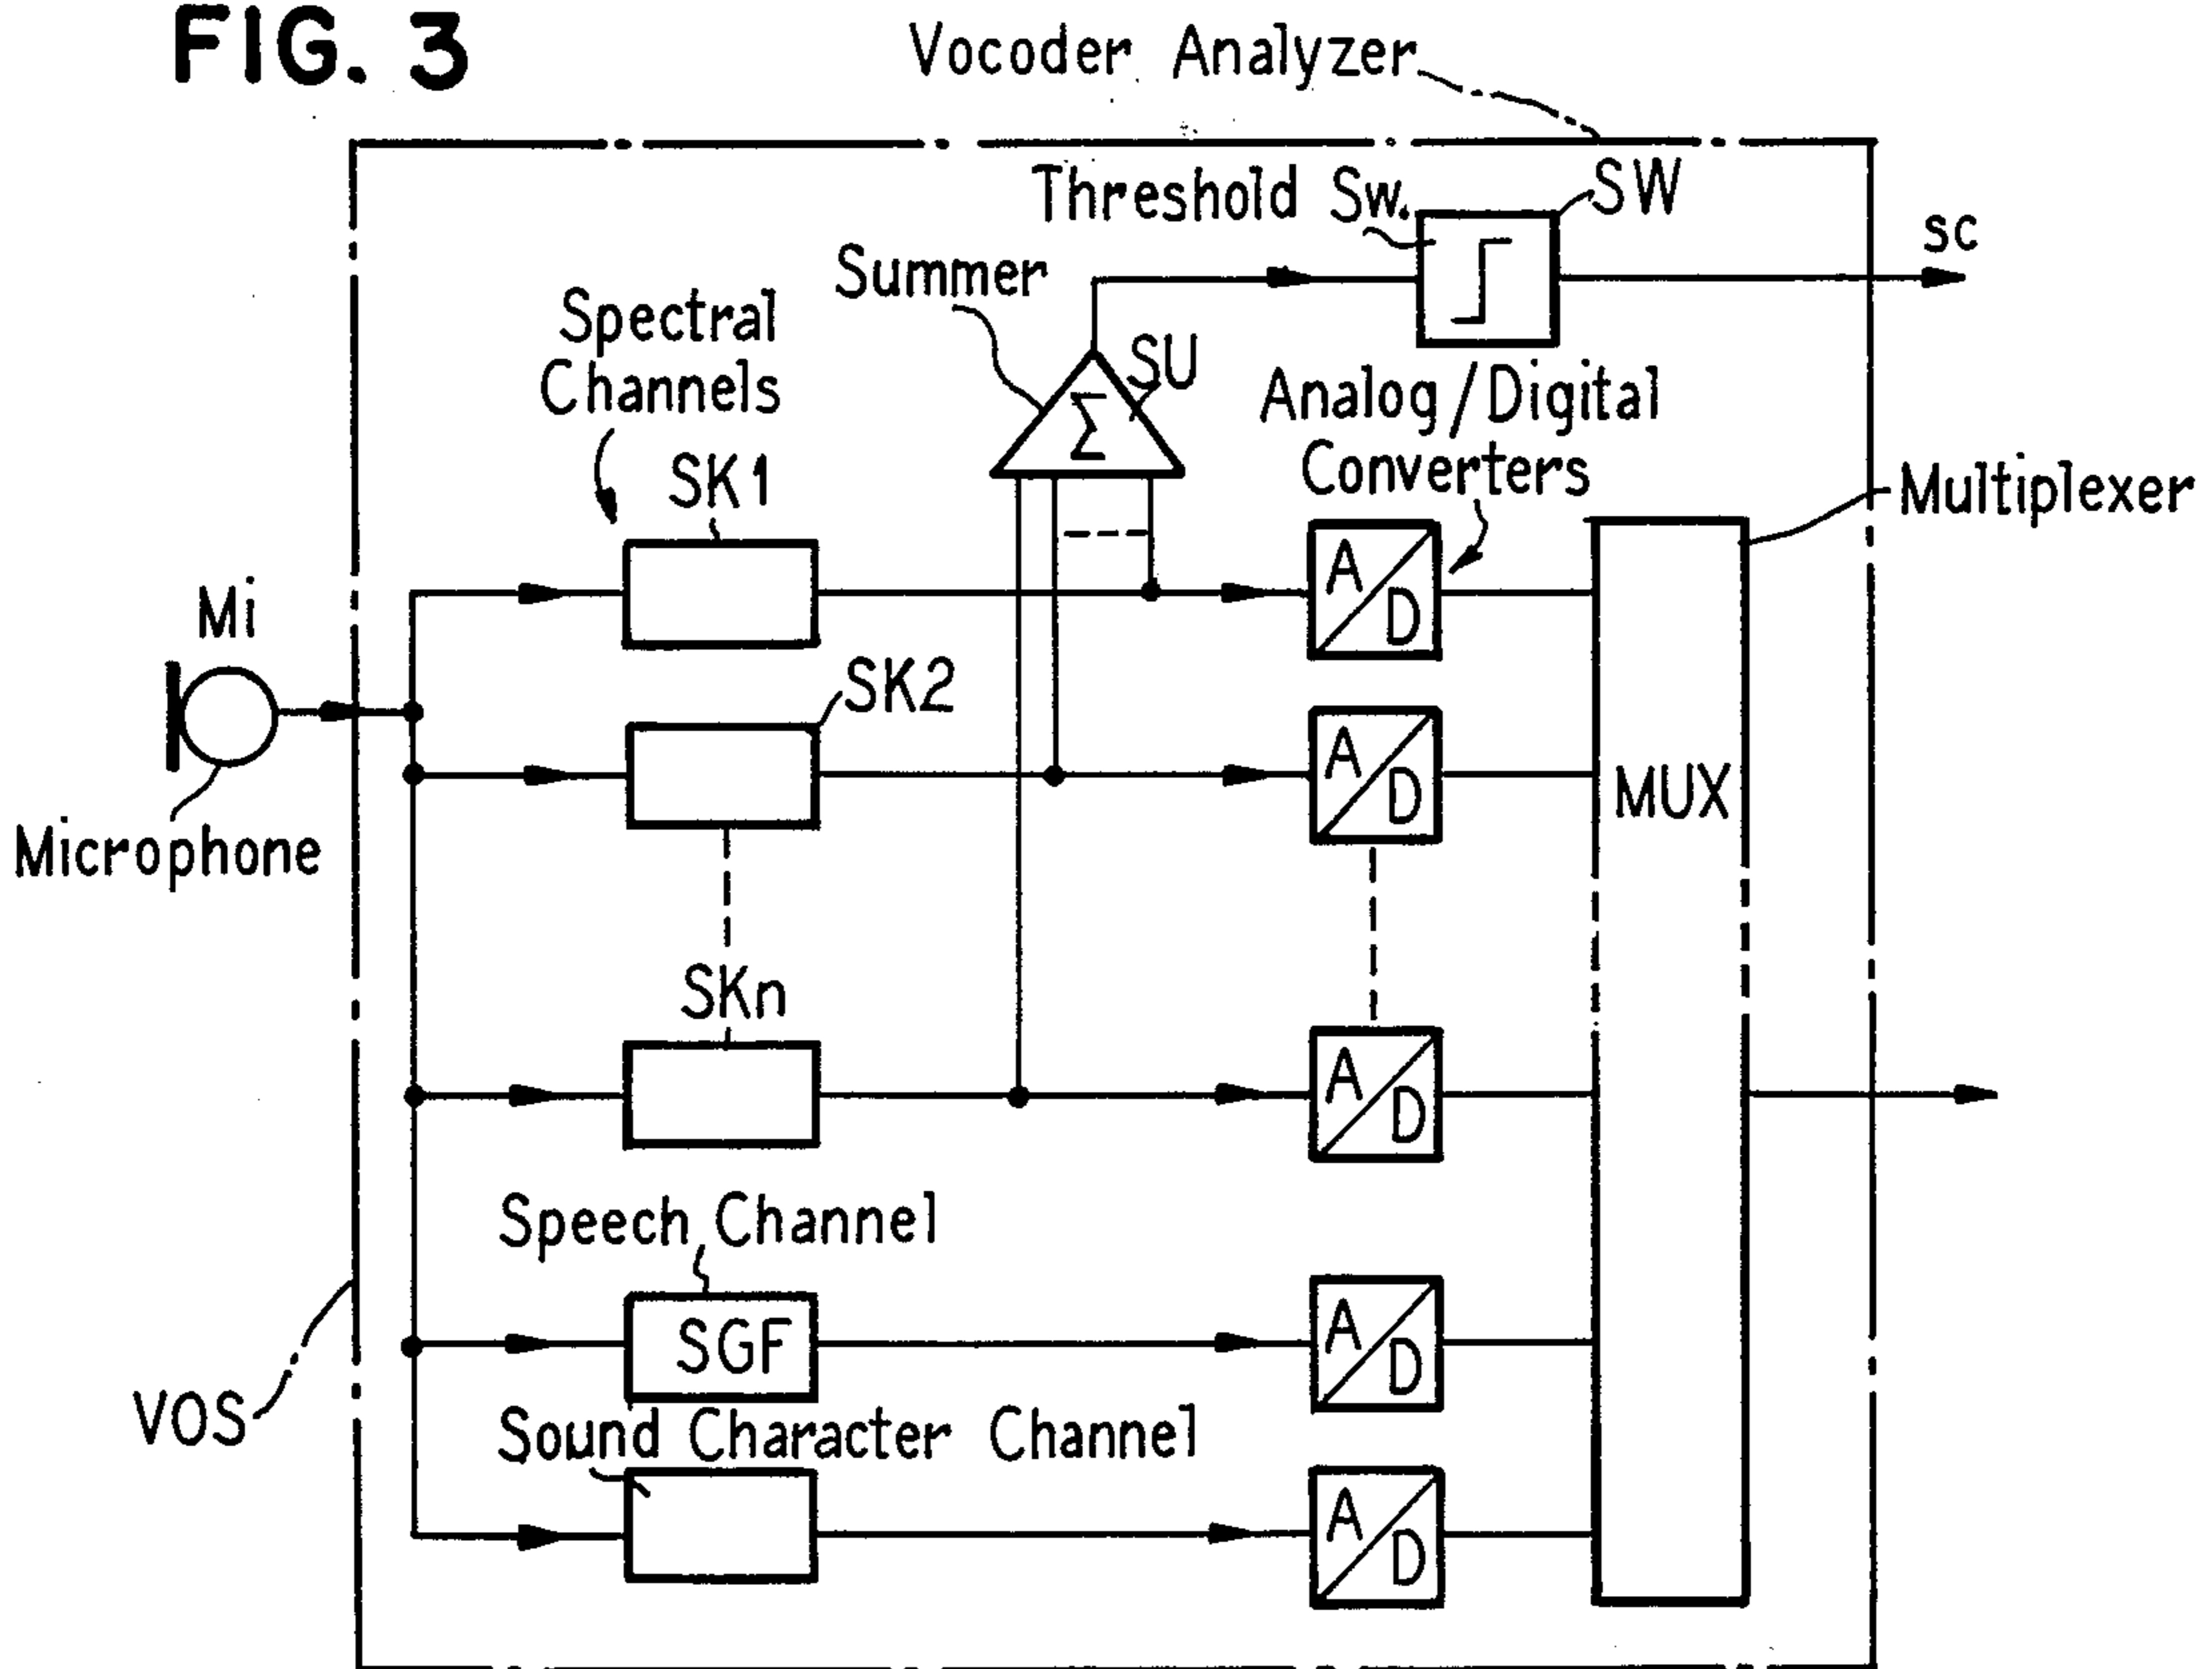 FIG. 3
Vocoder Analyzer
Threshold Sw.
SW
sc
Summer
Spectral
Channels
SU
Σ
Analog/Digital
Converters
SK1
Multiplexer
A/D
Mi
SK2
A/D
MUX
Microphone
SKn
A/D
Speech Channel
SGF
A/D
VOS
Sound Character Channel
A/D